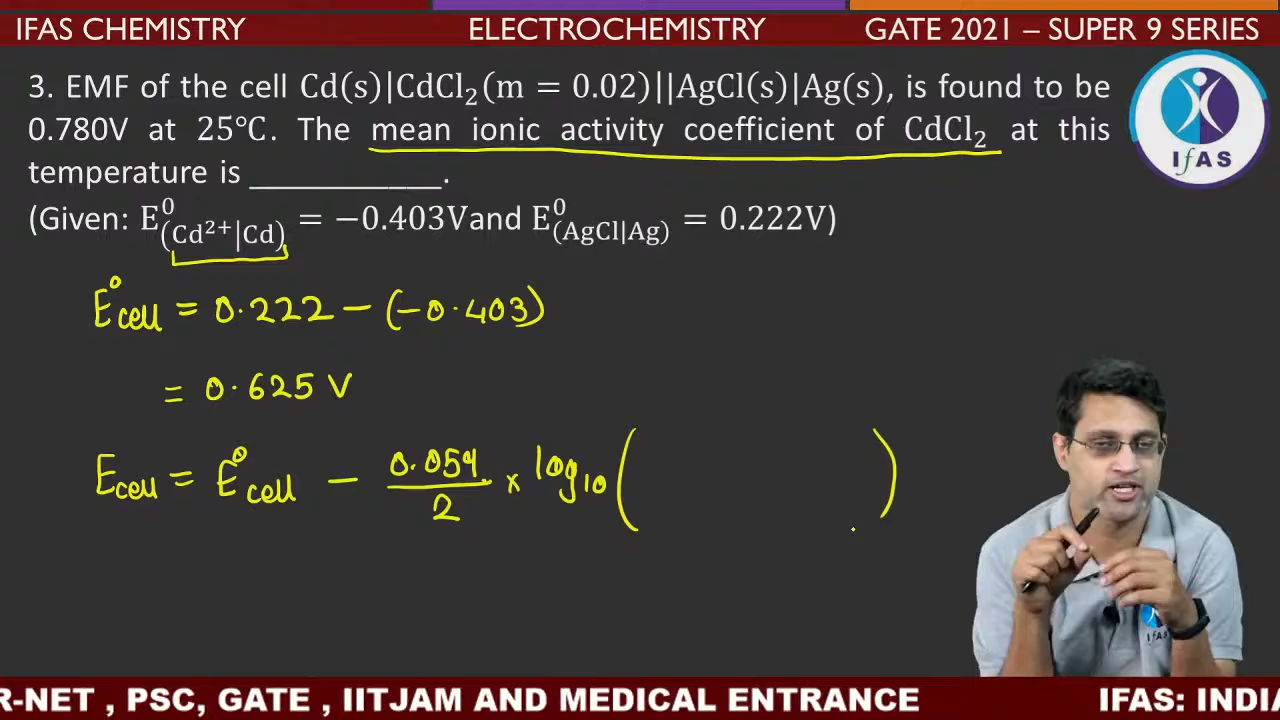 IFAS CHEMISTRY ELECTROCHEMISTRY GATE 2021 – SUPER 9 SERIES
3. EMF of the cell Cd(s)|CdCl₂(m = 0.02)||AgCl(s)|Ag(s), is found to be
0.780V at 25℃. The mean ionic activity coefficient of CdCl₂ at this
temperature is ____________.
(Given: E⁰(Cd²⁺|Cd) = −0.403Vand E⁰(AgCl|Ag) = 0.222V)
IfAS
E°cell = 0.222 − (−0.403)
= 0.625 V
Ecell = E°cell − 0.059/2 × log₁₀( )
IfAS
R-NET , PSC, GATE , IITJAM AND MEDICAL ENTRANCE IFAS: INDIA